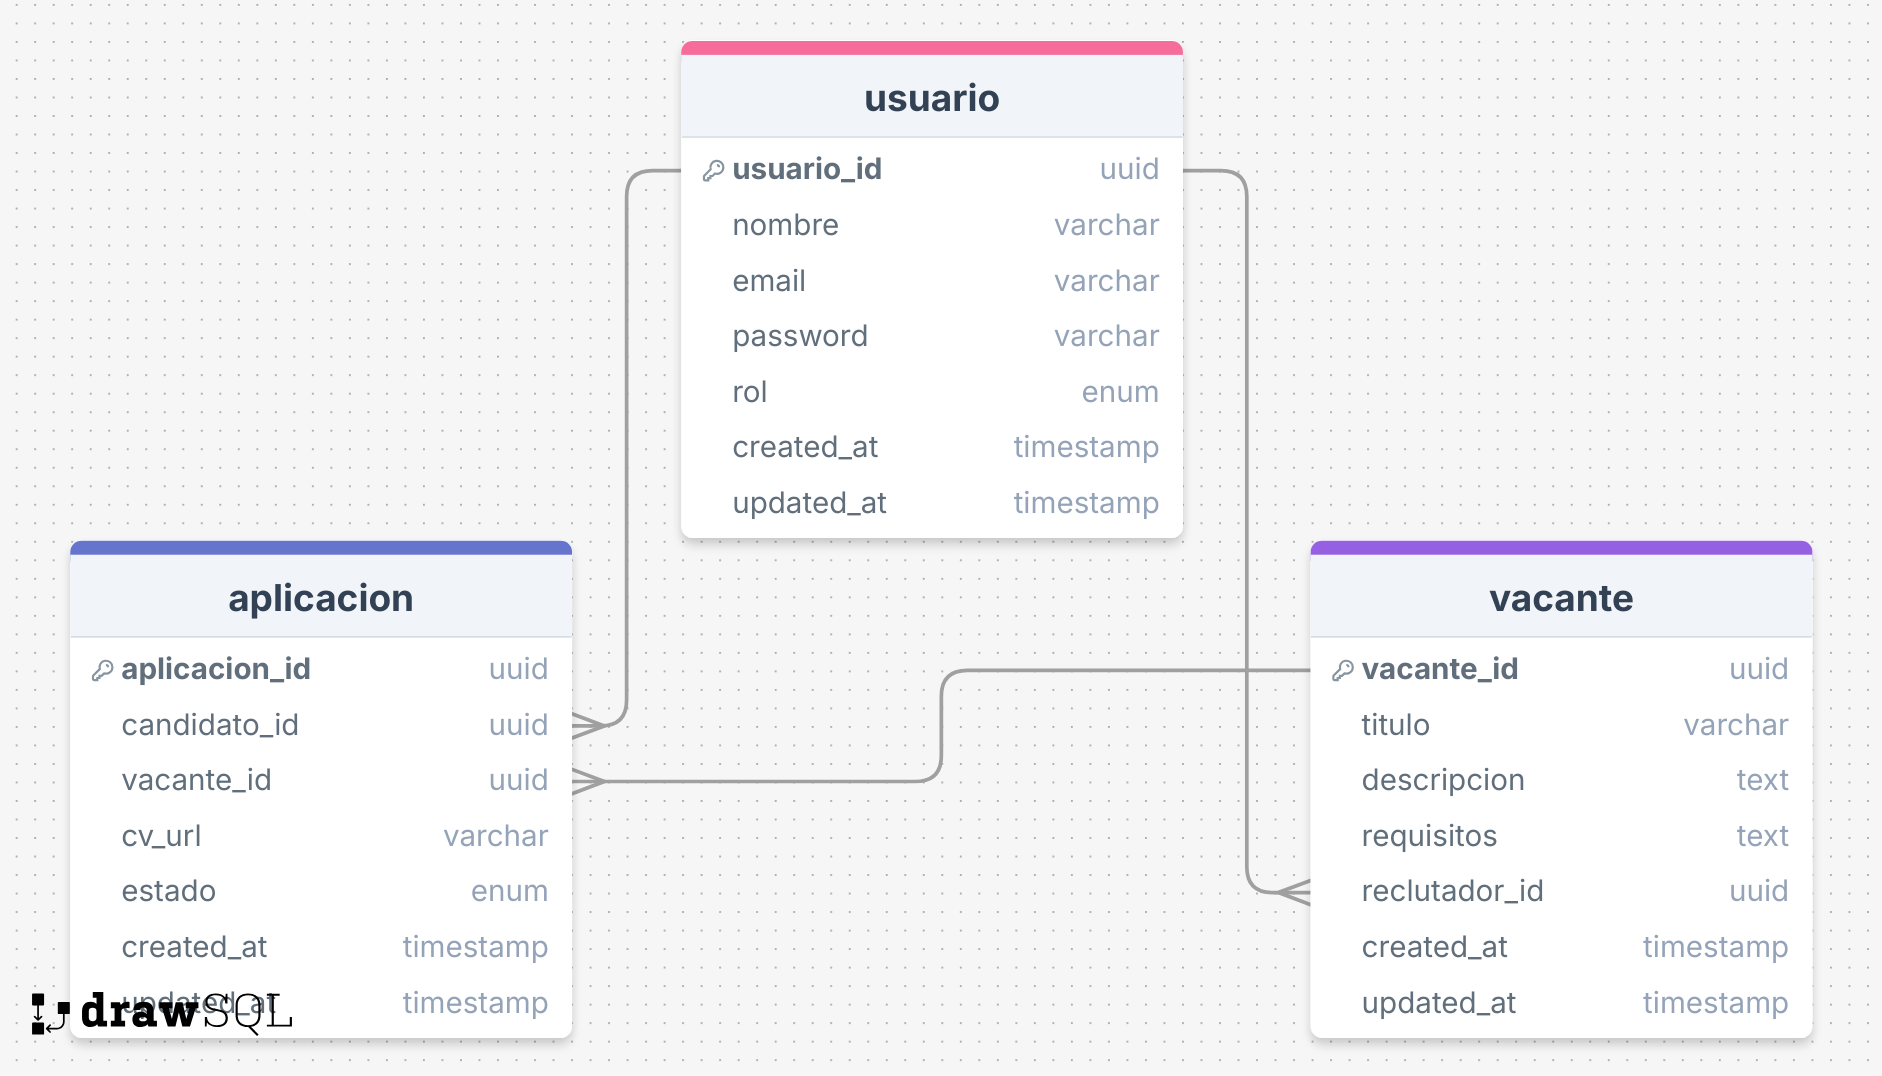 usuario
usuario_id uuid
nombre varchar
email varchar
password varchar
rol enum
created_at timestamp
updated_at timestamp
aplicacion
aplicacion_id uuid
candidato_id uuid
vacante_id uuid
cv_url varchar
estado enum
created_at timestamp
updated_at timestamp
drawSQL
vacante
vacante_id uuid
titulo varchar
descripcion text
requisitos text
reclutador_id uuid
created_at timestamp
updated_at timestamp